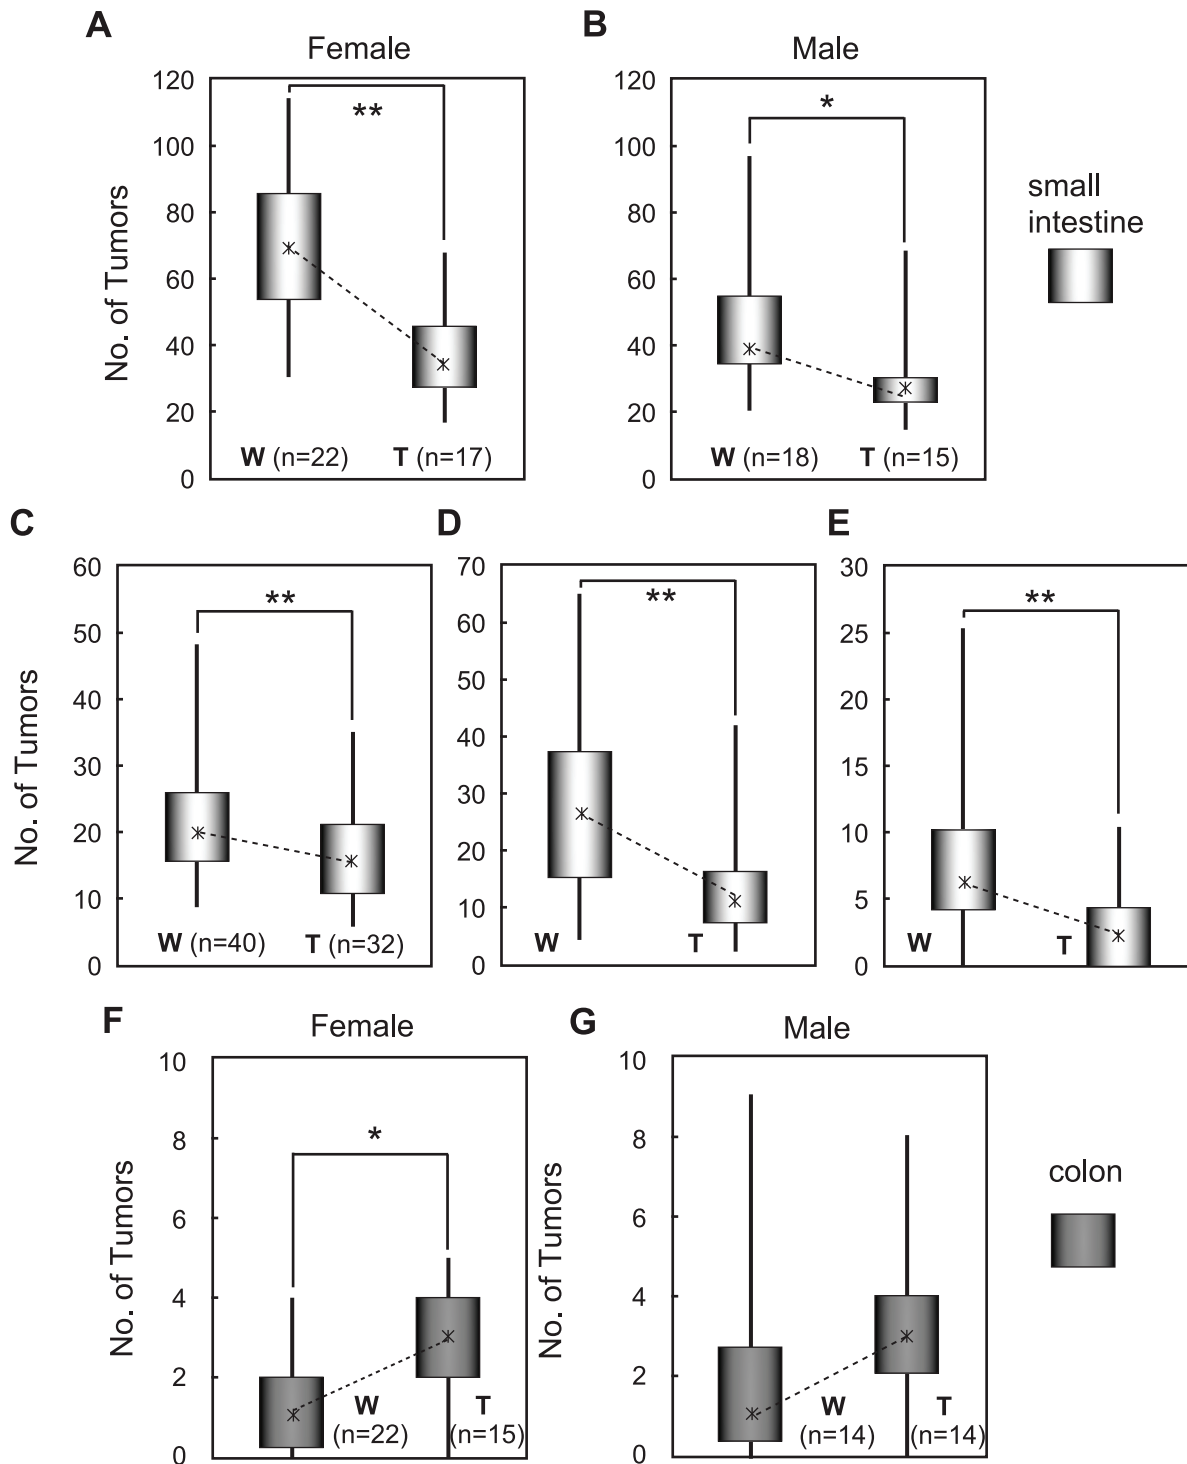 A
Female
120
100
80
60
40
20
0
No. of Tumors
**
W (n=22)
T (n=17)
B
Male
120
100
80
60
40
20
0
*
W (n=18)
T (n=15)
small
intestine
C
60
50
40
30
20
10
0
No. of Tumors
**
W (n=40)
T (n=32)
D
70
60
50
40
30
20
10
0
**
W
T
E
30
25
20
15
10
5
0
**
W
T
F
Female
10
8
6
4
2
0
No. of Tumors
*
W
(n=22)
T
(n=15)
G
Male
10
8
6
4
2
0
No. of Tumors
W
(n=14)
T
(n=14)
colon